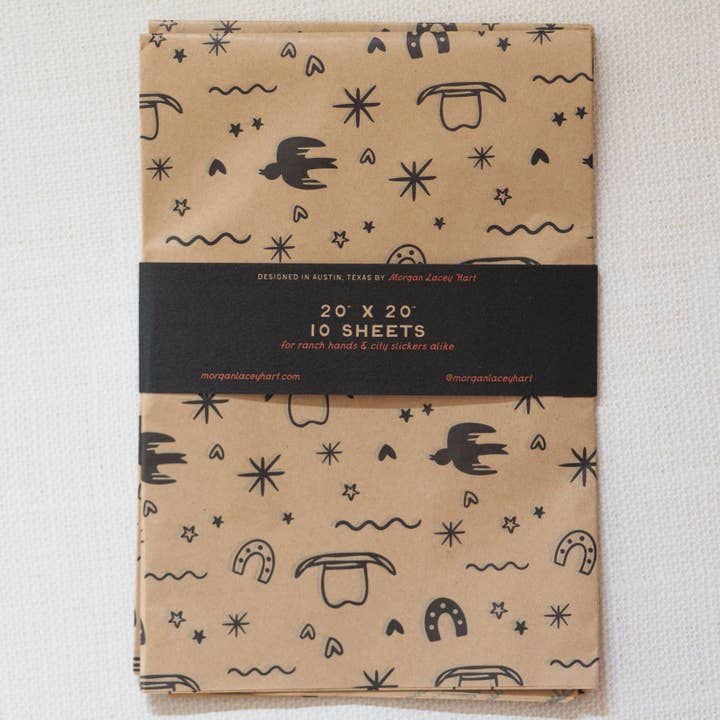 DESIGNED IN AUSTIN, TEXAS BY Morgan Lacey Hart
20" X 20"
10 SHEETS
for ranch hands & city slickers alike
morganlaceyhart.com @morganlaceyhart